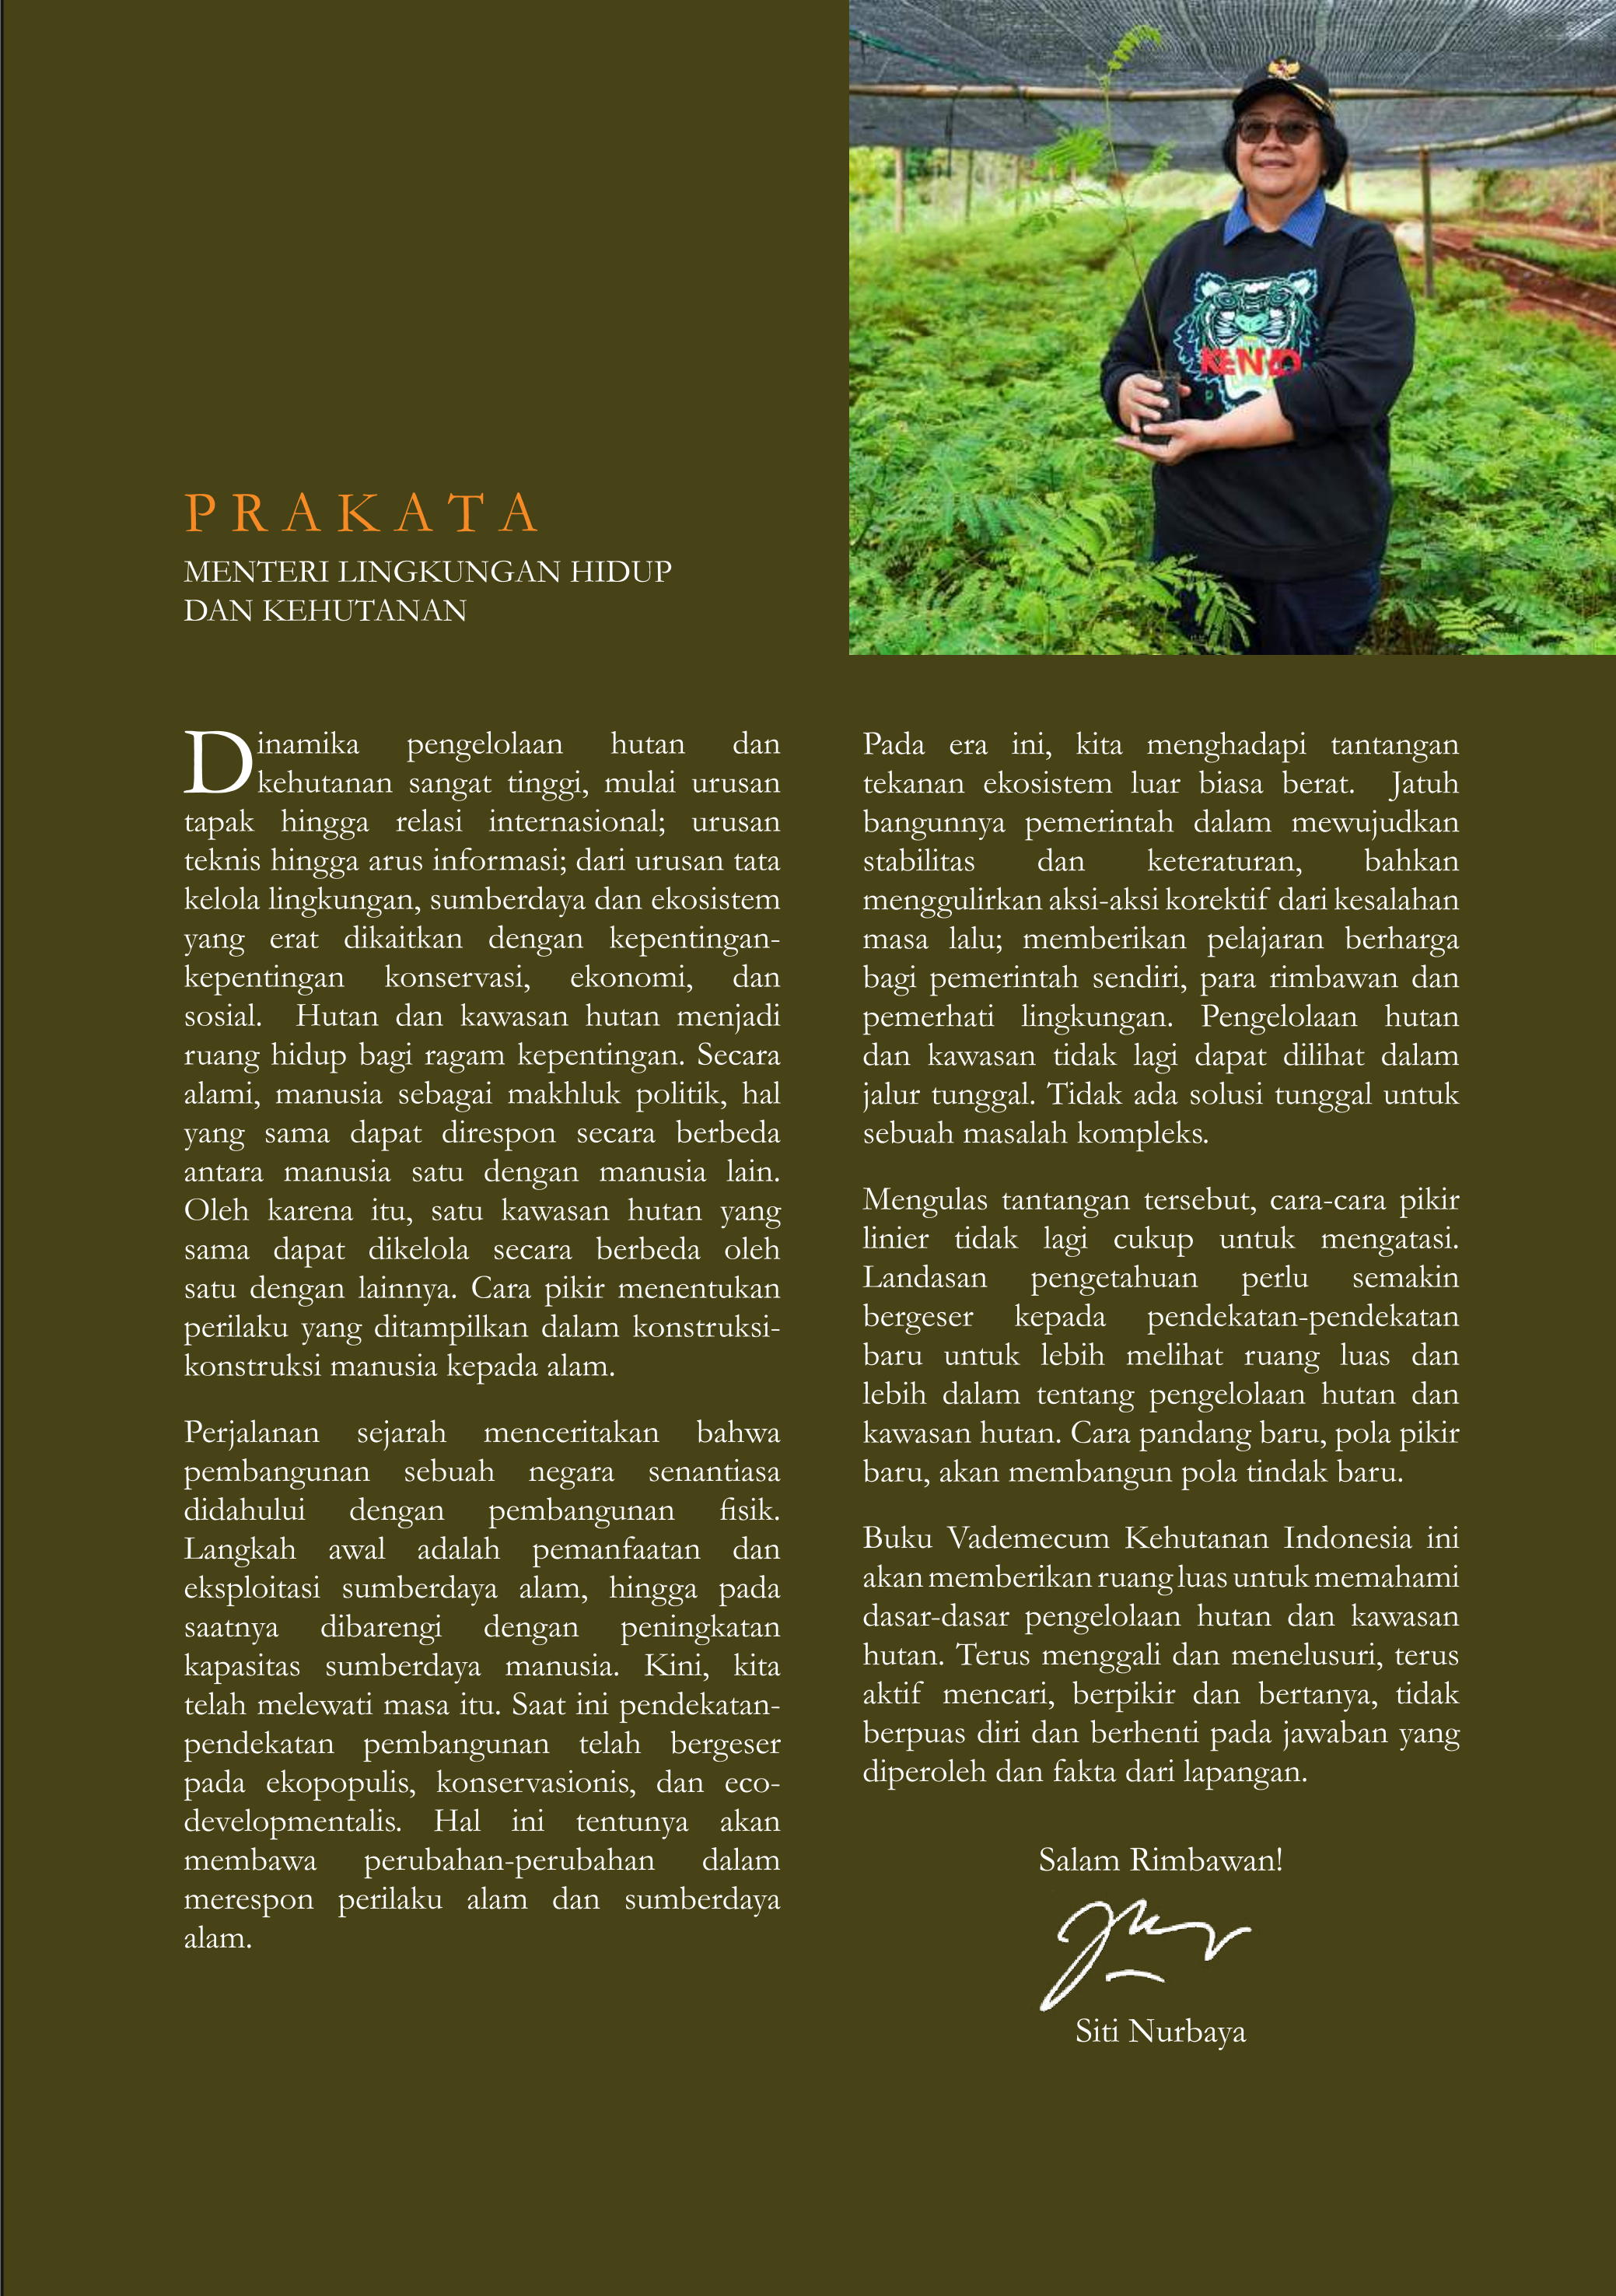 KENZO
PRAKATA
MENTERI LINGKUNGAN HIDUP
DAN KEHUTANAN
Dinamika pengelolaan hutan dan
kehutanan sangat tinggi, mulai urusan
tapak hingga relasi internasional; urusan
teknis hingga arus informasi; dari urusan tata
kelola lingkungan, sumberdaya dan ekosistem
yang erat dikaitkan dengan kepentingan-
kepentingan konservasi, ekonomi, dan
sosial. Hutan dan kawasan hutan menjadi
ruang hidup bagi ragam kepentingan. Secara
alami, manusia sebagai makhluk politik, hal
yang sama dapat direspon secara berbeda
antara manusia satu dengan manusia lain.
Oleh karena itu, satu kawasan hutan yang
sama dapat dikelola secara berbeda oleh
satu dengan lainnya. Cara pikir menentukan
perilaku yang ditampilkan dalam konstruksi-
konstruksi manusia kepada alam.
Perjalanan sejarah menceritakan bahwa
pembangunan sebuah negara senantiasa
didahului dengan pembangunan fisik.
Langkah awal adalah pemanfaatan dan
eksploitasi sumberdaya alam, hingga pada
saatnya dibarengi dengan peningkatan
kapasitas sumberdaya manusia. Kini, kita
telah melewati masa itu. Saat ini pendekatan-
pendekatan pembangunan telah bergeser
pada ekopopulis, konservasionis, dan eco-
developmentalis. Hal ini tentunya akan
membawa perubahan-perubahan dalam
merespon perilaku alam dan sumberdaya
alam.
Pada era ini, kita menghadapi tantangan
tekanan ekosistem luar biasa berat. Jatuh
bangunnya pemerintah dalam mewujudkan
stabilitas dan keteraturan, bahkan
menggulirkan aksi-aksi korektif dari kesalahan
masa lalu; memberikan pelajaran berharga
bagi pemerintah sendiri, para rimbawan dan
pemerhati lingkungan. Pengelolaan hutan
dan kawasan tidak lagi dapat dilihat dalam
jalur tunggal. Tidak ada solusi tunggal untuk
sebuah masalah kompleks.
Mengulas tantangan tersebut, cara-cara pikir
linier tidak lagi cukup untuk mengatasi.
Landasan pengetahuan perlu semakin
bergeser kepada pendekatan-pendekatan
baru untuk lebih melihat ruang luas dan
lebih dalam tentang pengelolaan hutan dan
kawasan hutan. Cara pandang baru, pola pikir
baru, akan membangun pola tindak baru.
Buku Vademecum Kehutanan Indonesia ini
akan memberikan ruang luas untuk memahami
dasar-dasar pengelolaan hutan dan kawasan
hutan. Terus menggali dan menelusuri, terus
aktif mencari, berpikir dan bertanya, tidak
berpuas diri dan berhenti pada jawaban yang
diperoleh dan fakta dari lapangan.
Salam Rimbawan!
Siti Nurbaya